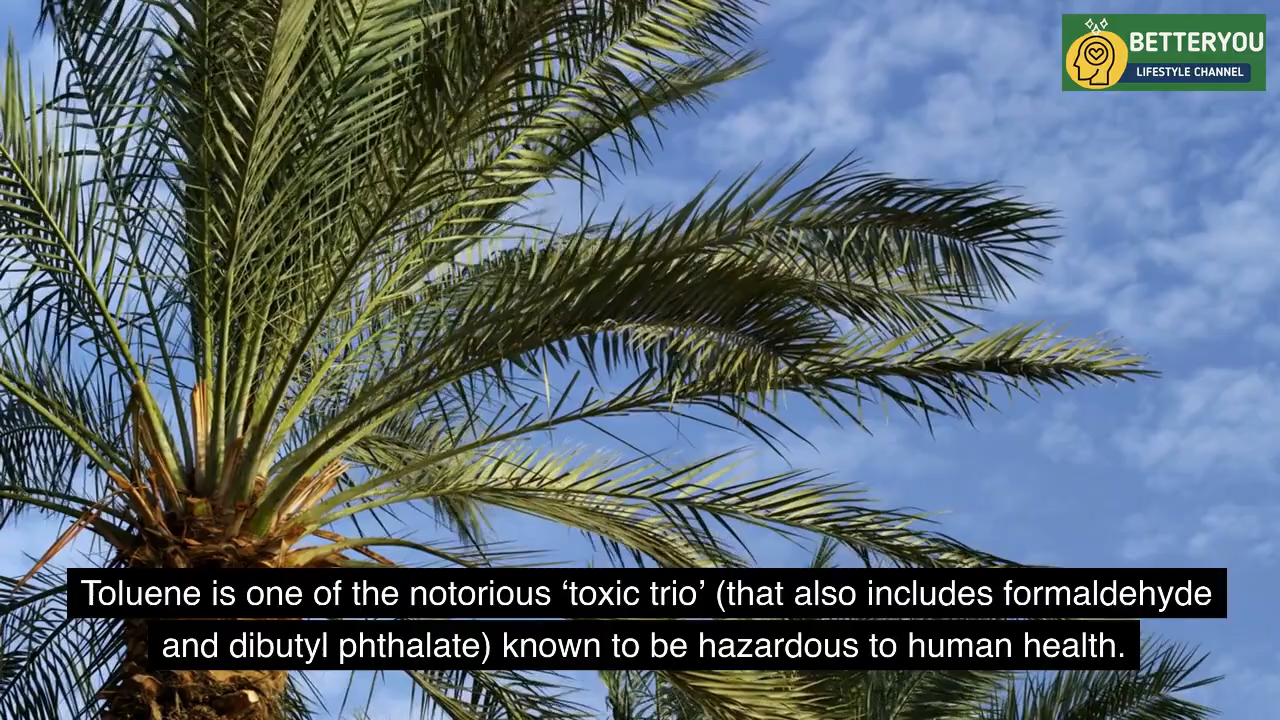 BETTERYOU
LIFESTYLE CHANNEL
Toluene is one of the notorious ‘toxic trio’ (that also includes formaldehyde
and dibutyl phthalate) known to be hazardous to human health.